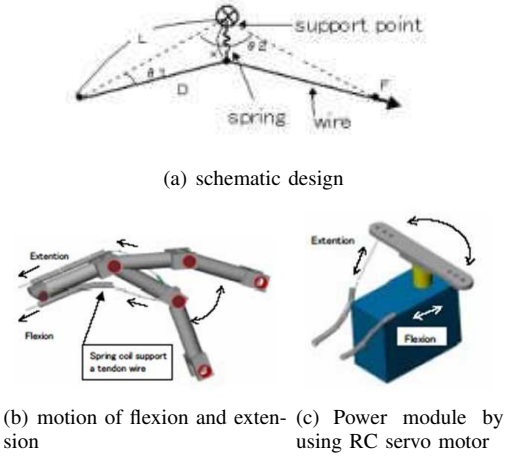 L
support point
θ2
x
θ1
D
F
spring
wire
(a) schematic design
Extention
Flexion
Spring coil support
a tendon wire
Extention
Flexion
(b) motion of flexion and exten-
sion
(c) Power module by
using RC servo motor